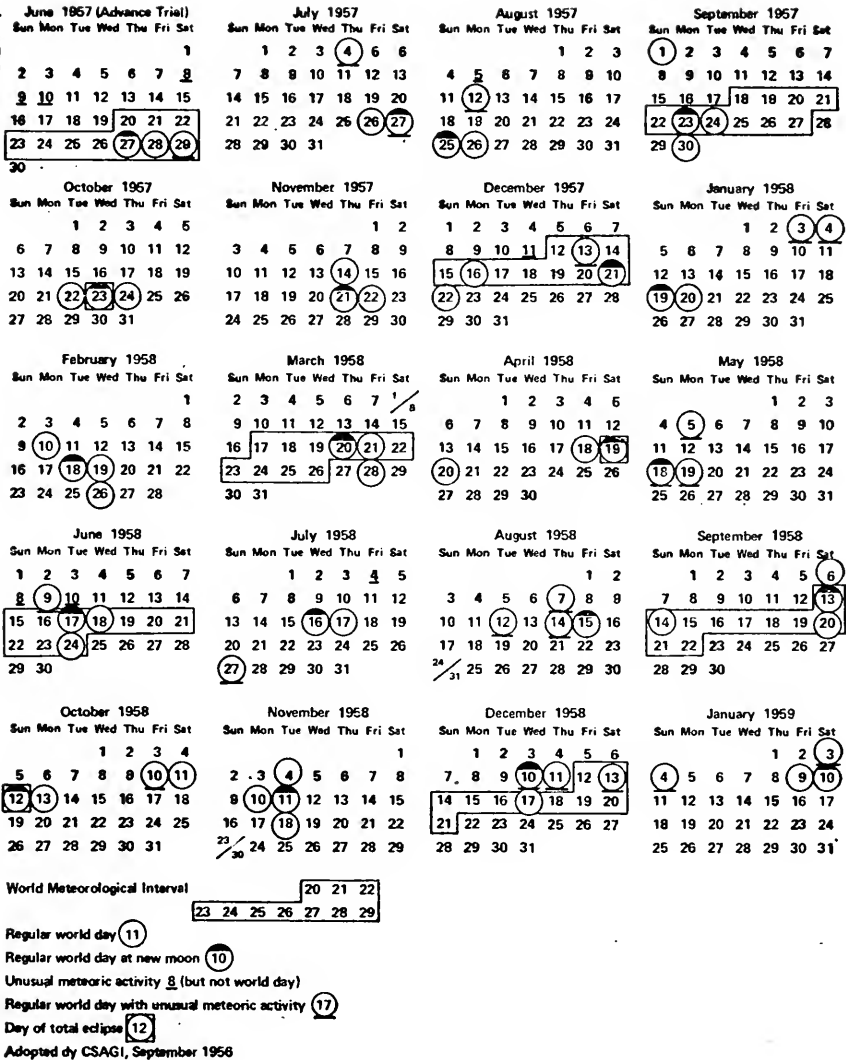 June 1957 (Advance Trial)
Sun Mon Tue Wed Thu Fri Sat
1
2 3 4 5 6 7 8
9 10 11 12 13 14 15
16 17 18 19 20 21 22
23 24 25 26 27 28 29
30
July 1957
Sun Mon Tue Wed Thu Fri Sat
1 2 3 4 5 6
7 8 9 10 11 12 13
14 15 16 17 18 19 20
21 22 23 24 25 26 27
28 29 30 31
August 1957
Sun Mon Tue Wed Thu Fri Sat
1 2 3
4 5 6 7 8 9 10
11 12 13 14 15 16 17
18 19 20 21 22 23 24
25 26 27 28 29 30 31
September 1957
Sun Mon Tue Wed Thu Fri Sat
1 2 3 4 5 6 7
8 9 10 11 12 13 14
15 16 17 18 19 20 21
22 23 24 25 26 27 28
29 30
October 1957
Sun Mon Tue Wed Thu Fri Sat
1 2 3 4 5
6 7 8 9 10 11 12
13 14 15 16 17 18 19
20 21 22 23 24 25 26
27 28 29 30 31
November 1957
Sun Mon Tue Wed Thu Fri Sat
1 2
3 4 5 6 7 8 9
10 11 12 13 14 15 16
17 18 19 20 21 22 23
24 25 26 27 28 29 30
December 1957
Sun Mon Tue Wed Thu Fri Sat
1 2 3 4 5 6 7
8 9 10 11 12 13 14
15 16 17 18 19 20 21
22 23 24 25 26 27 28
29 30 31
January 1958
Sun Mon Tue Wed Thu Fri Sat
1 2 3 4
5 6 7 8 9 10 11
12 13 14 15 16 17 18
19 20 21 22 23 24 25
26 27 28 29 30 31
February 1958
Sun Mon Tue Wed Thu Fri Sat
1
2 3 4 5 6 7 8
9 10 11 12 13 14 15
16 17 18 19 20 21 22
23 24 25 26 27 28
March 1958
Sun Mon Tue Wed Thu Fri Sat
2 3 4 5 6 7 1/8
9 10 11 12 13 14 15
16 17 18 19 20 21 22
23 24 25 26 27 28 29
30 31
April 1958
Sun Mon Tue Wed Thu Fri Sat
1 2 3 4 5
6 7 8 9 10 11 12
13 14 15 16 17 18 19
20 21 22 23 24 25 26
27 28 29 30
May 1958
Sun Mon Tue Wed Thu Fri Sat
1 2 3
4 5 6 7 8 9 10
11 12 13 14 15 16 17
18 19 20 21 22 23 24
25 26 27 28 29 30 31
June 1958
Sun Mon Tue Wed Thu Fri Sat
1 2 3 4 5 6 7
8 9 10 11 12 13 14
15 16 17 18 19 20 21
22 23 24 25 26 27 28
29 30
July 1958
Sun Mon Tue Wed Thu Fri Sat
1 2 3 4 5
6 7 8 9 10 11 12
13 14 15 16 17 18 19
20 21 22 23 24 25 26
27 28 29 30 31
August 1958
Sun Mon Tue Wed Thu Fri Sat
1 2
3 4 5 6 7 8 9
10 11 12 13 14 15 16
17 18 19 20 21 22 23
24/31 25 26 27 28 29 30
September 1958
Sun Mon Tue Wed Thu Fri Sat
1 2 3 4 5 6
7 8 9 10 11 12 13
14 15 16 17 18 19 20
21 22 23 24 25 26 27
28 29 30
October 1958
Sun Mon Tue Wed Thu Fri Sat
1 2 3 4
5 6 7 8 9 10 11
12 13 14 15 16 17 18
19 20 21 22 23 24 25
26 27 28 29 30 31
November 1958
Sun Mon Tue Wed Thu Fri Sat
1
2 3 4 5 6 7 8
9 10 11 12 13 14 15
16 17 18 19 20 21 22
23/30 24 25 26 27 28 29
December 1958
Sun Mon Tue Wed Thu Fri Sat
1 2 3 4 5 6
7 8 9 10 11 12 13
14 15 16 17 18 19 20
21 22 23 24 25 26 27
28 29 30 31
January 1959
Sun Mon Tue Wed Thu Fri Sat
1 2 3
4 5 6 7 8 9 10
11 12 13 14 15 16 17
18 19 20 21 22 23 24
25 26 27 28 29 30 31
World Meteorological Interval 20 21 22
23 24 25 26 27 28 29
Regular world day 11
Regular world day at new moon 10
Unusual meteoric activity 8 (but not world day)
Regular world day with unusual meteoric activity 17
Day of total eclipse 12
Adopted dy CSAGI, September 1956